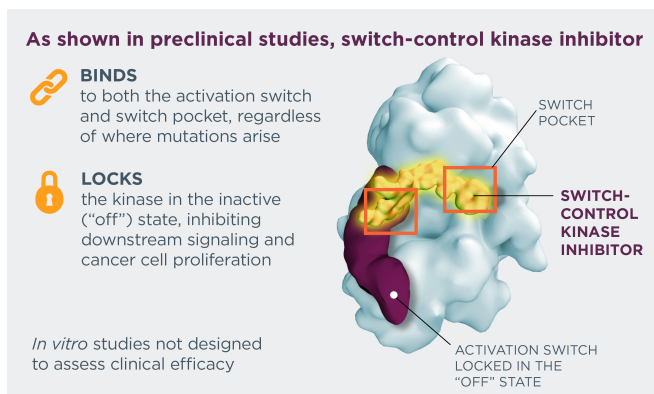 As shown in preclinical studies, switch-control kinase inhibitor
BINDS
to both the activation switch
and switch pocket, regardless
of where mutations arise
LOCKS
the kinase in the inactive
(“off”) state, inhibiting
downstream signaling and
cancer cell proliferation
In vitro studies not designed
to assess clinical efficacy
SWITCH
POCKET
SWITCH-
CONTROL
KINASE
INHIBITOR
ACTIVATION SWITCH
LOCKED IN THE
“OFF” STATE